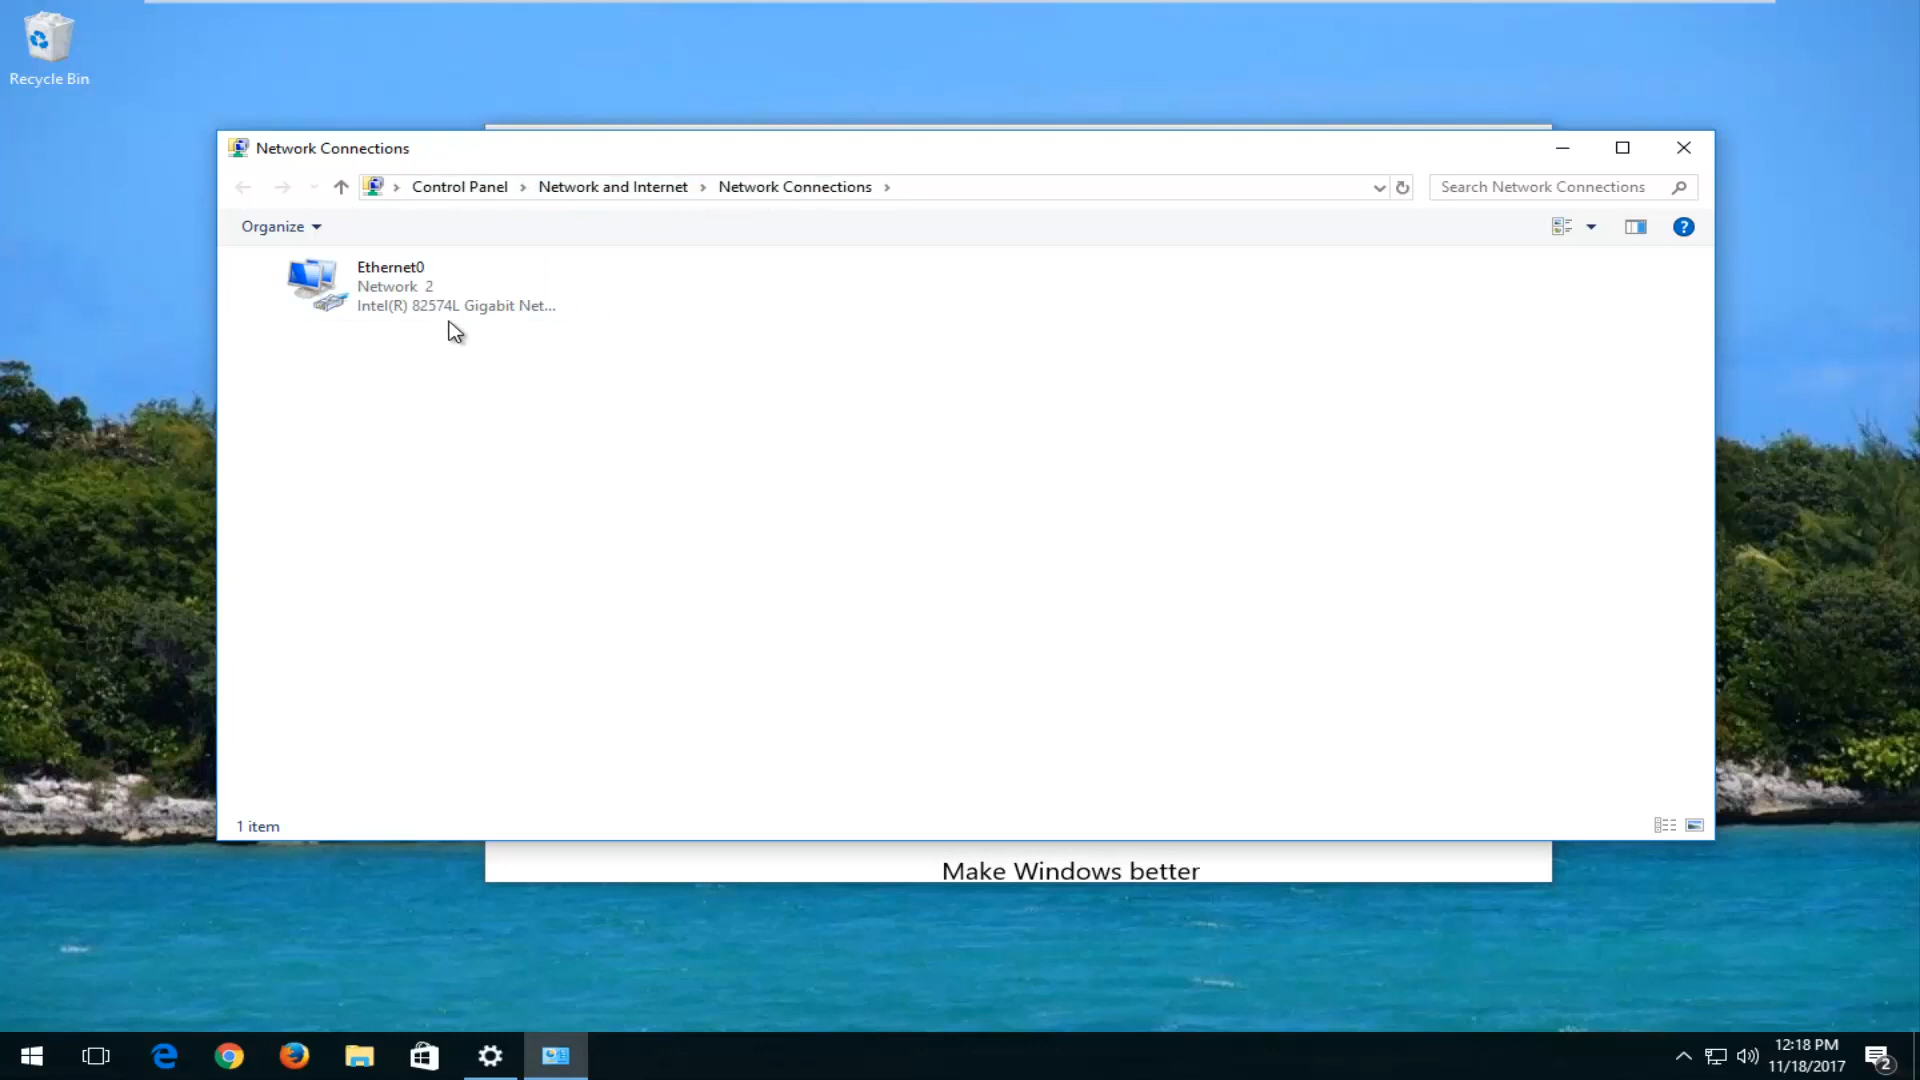 Recycle Bin
Network Connections
Control Panel
Network and Internet
Network Connections
Search Network Connections
Organize
?
Ethernet0
Network 2
Intel(R) 82574L Gigabit Net...
1 item
Make Windows better
12:18 PM
11/18/2017
2